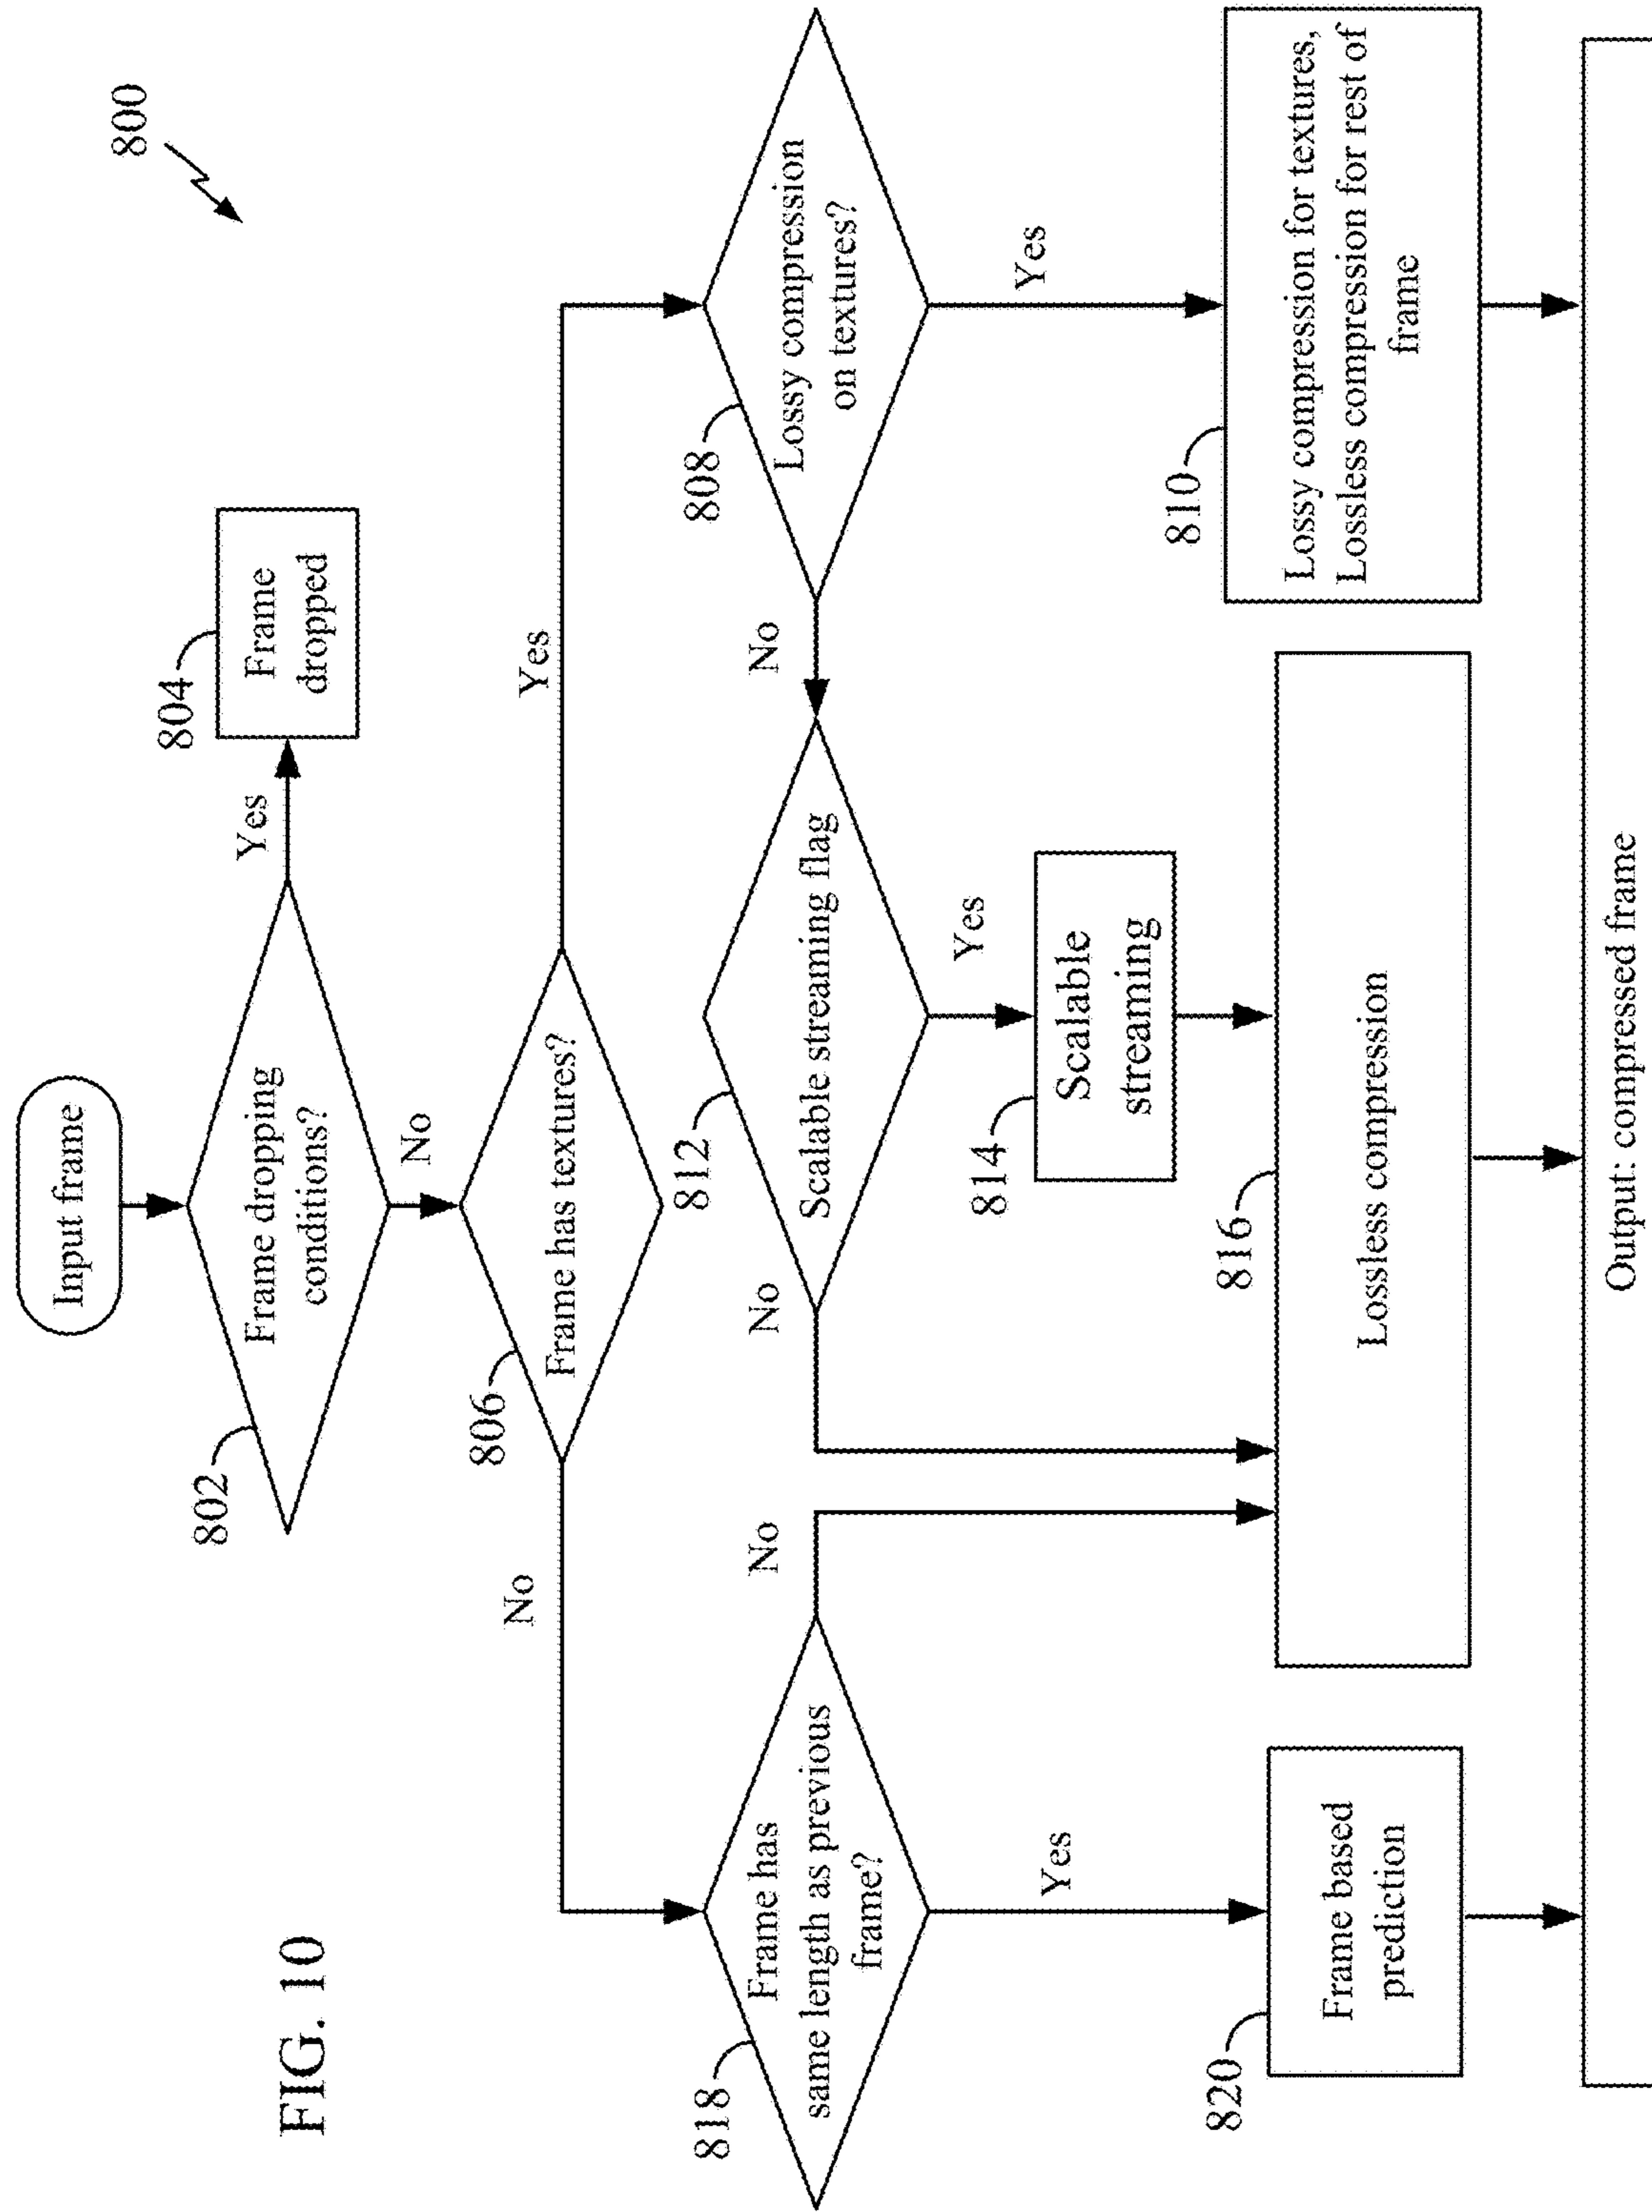 FIG. 10
800
Input frame
802
Frame dropping
conditions?
Yes
804
Frame
dropped
No
806
Frame has textures?
No
Yes
818
Frame has
same length as previous
frame?
No
Yes
808
Lossy compression
on textures?
No
Yes
812
Scalable streaming flag
No
Yes
814
Scalable
streaming
820
Frame based
prediction
816
Lossless compression
810
Lossy compression for textures,
Lossless compression for rest of
frame
Output: compressed frame